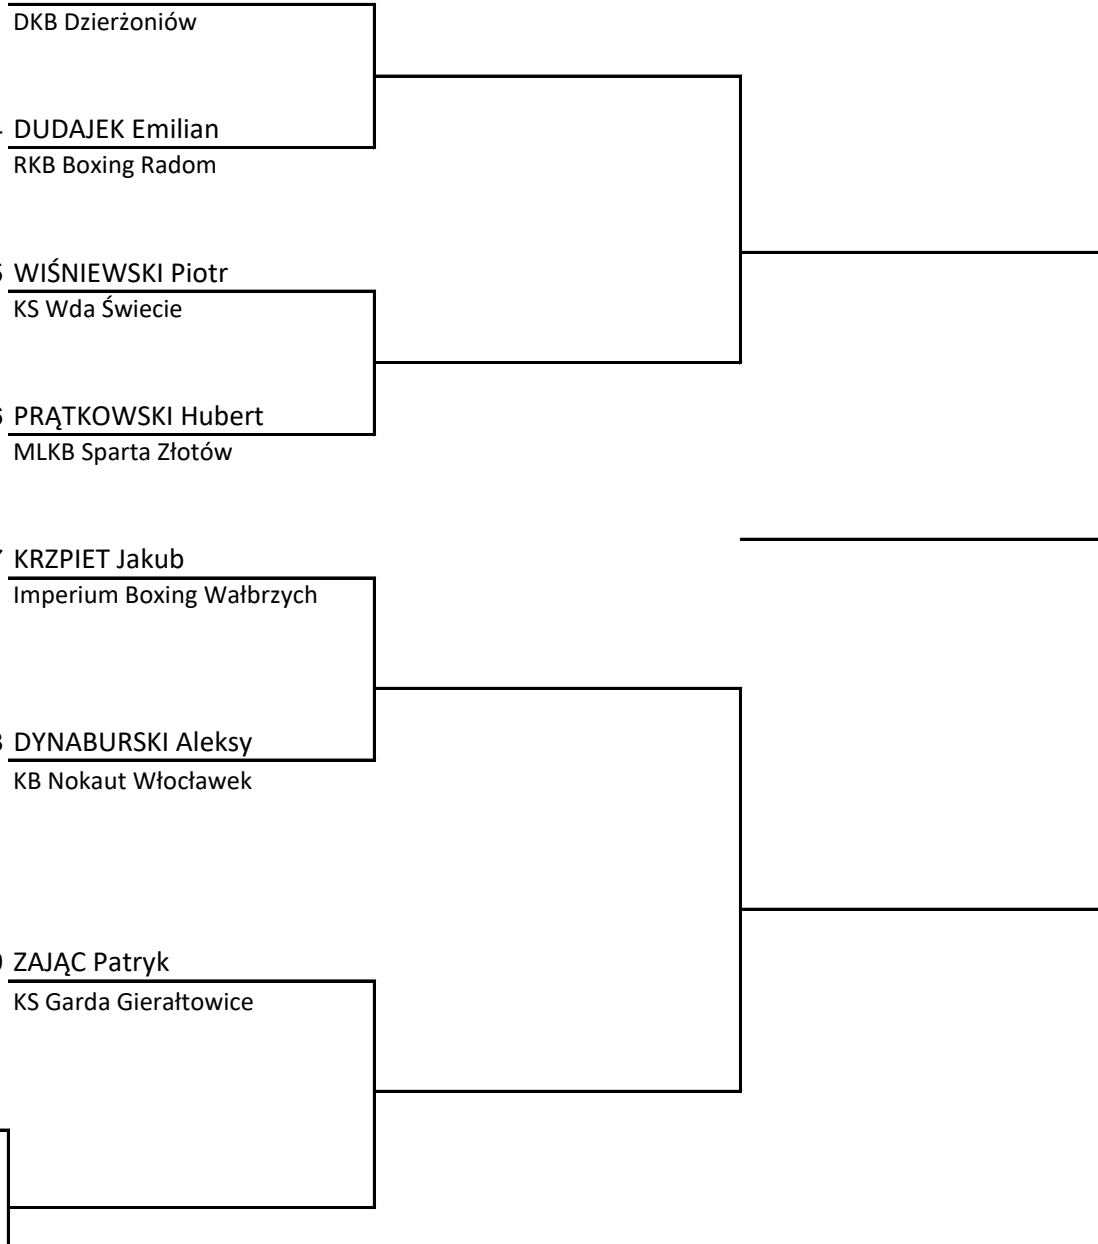 DKB Dzierżoniów
DUDAJEK Emilian
RKB Boxing Radom
WIŚNIEWSKI Piotr
KS Wda Świecie
PRĄTKOWSKI Hubert
MLKB Sparta Złotów
KRZPIET Jakub
Imperium Boxing Wałbrzych
DYNABURSKI Aleksy
KB Nokaut Włocławek
ZAJĄC Patryk
KS Garda Gierałtowice